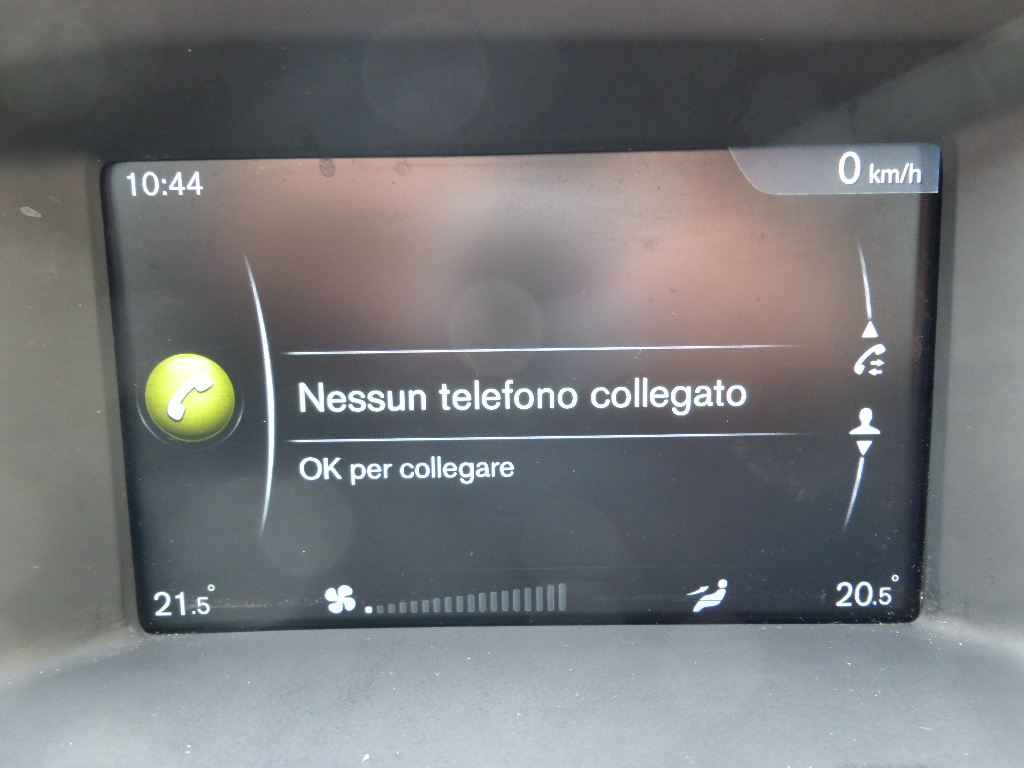 10:44
0 km/h
Nessun telefono collegato
OK per collegare
21.5°
20.5°